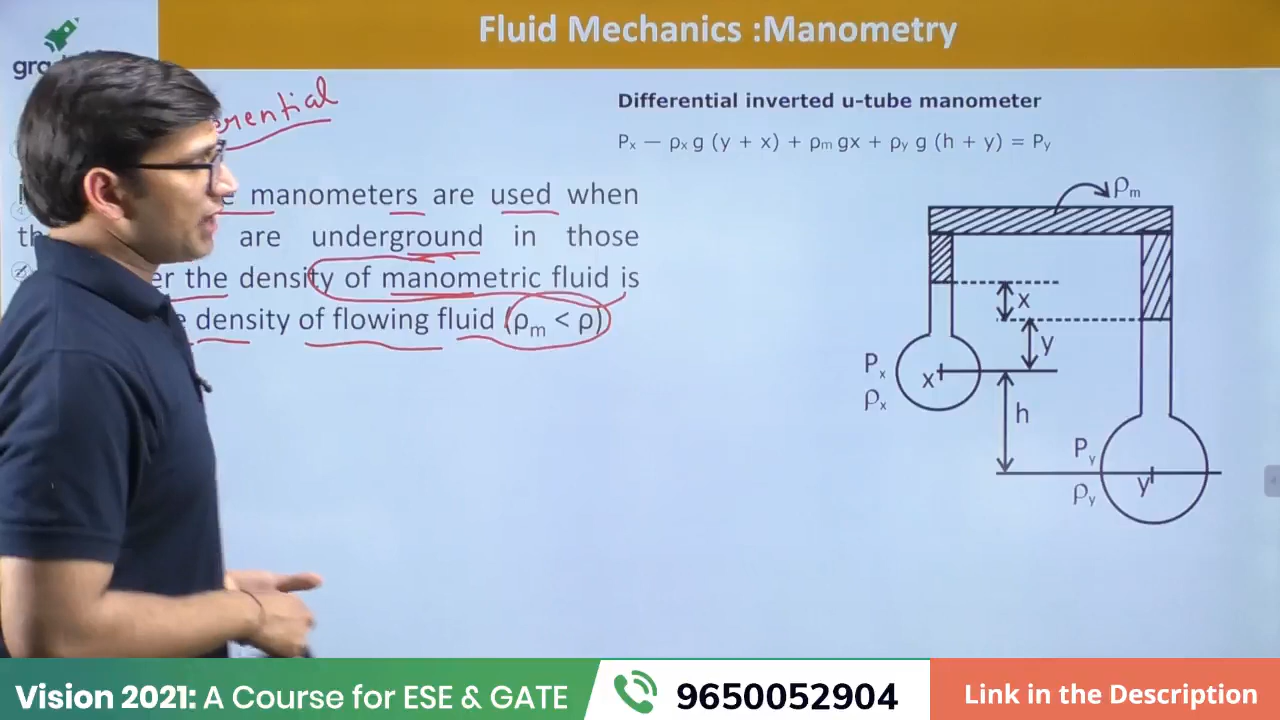 Fluid Mechanics :Manometry
erential
Differential inverted u-tube manometer
Pₓ — ρₓ g (y + x) + ρₘ gx + ρy g (h + y) = Py
manometers are used when
are underground in those
the density of manometric fluid is
density of flowing fluid (ρₘ < ρ)
ρₘ
x
y
Pₓ
x
ρₓ
h
Py
y
ρy
Vision 2021: A Course for ESE & GATE
9650052904
Link in the Description